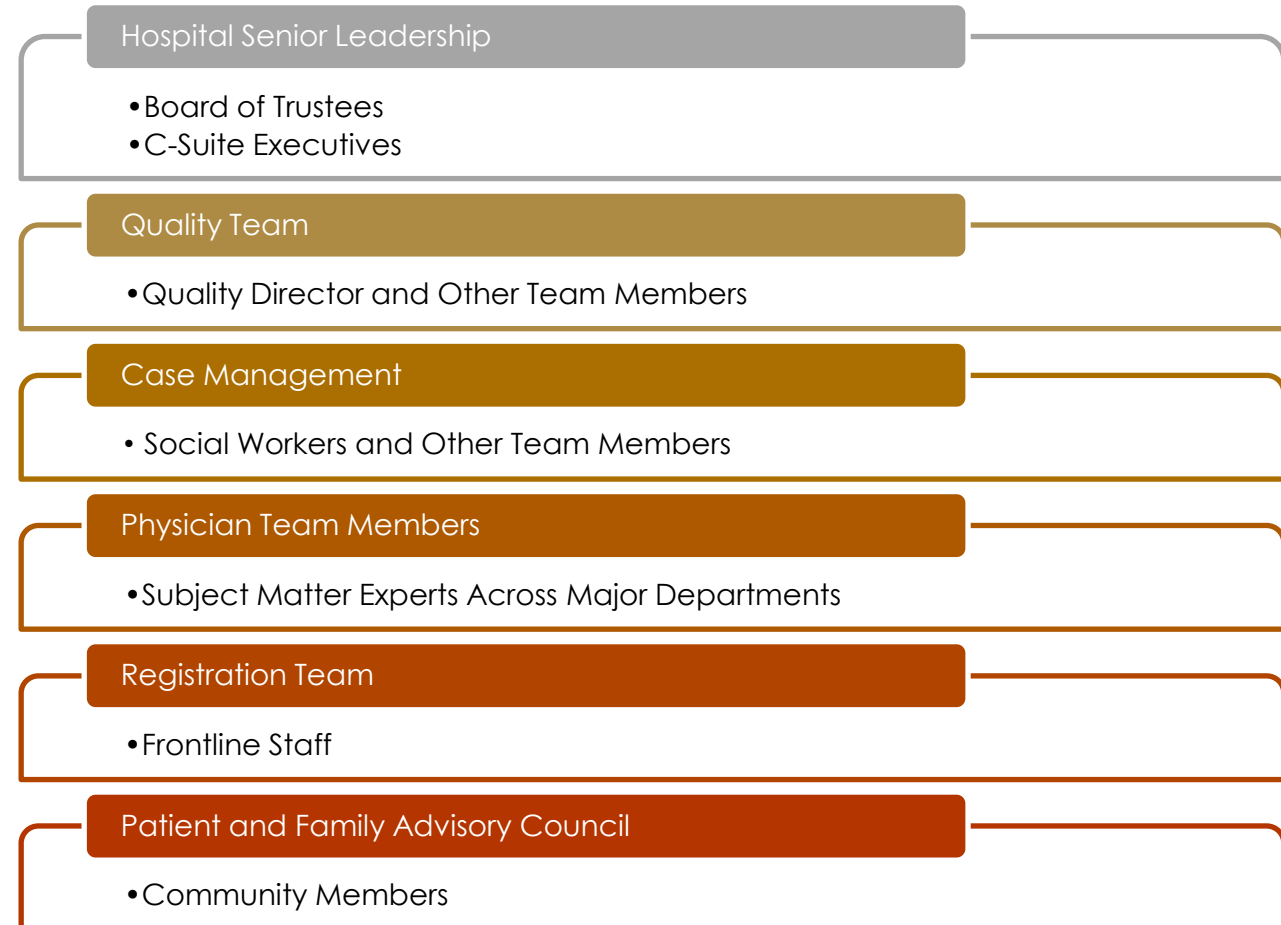 Hospital Senior Leadership
•Board of Trustees
•C-Suite Executives
Quality Team
•Quality Director and Other Team Members
Case Management
• Social Workers and Other Team Members
Physician Team Members
•Subject Matter Experts Across Major Departments
Registration Team
•Frontline Staff
Patient and Family Advisory Council
•Community Members